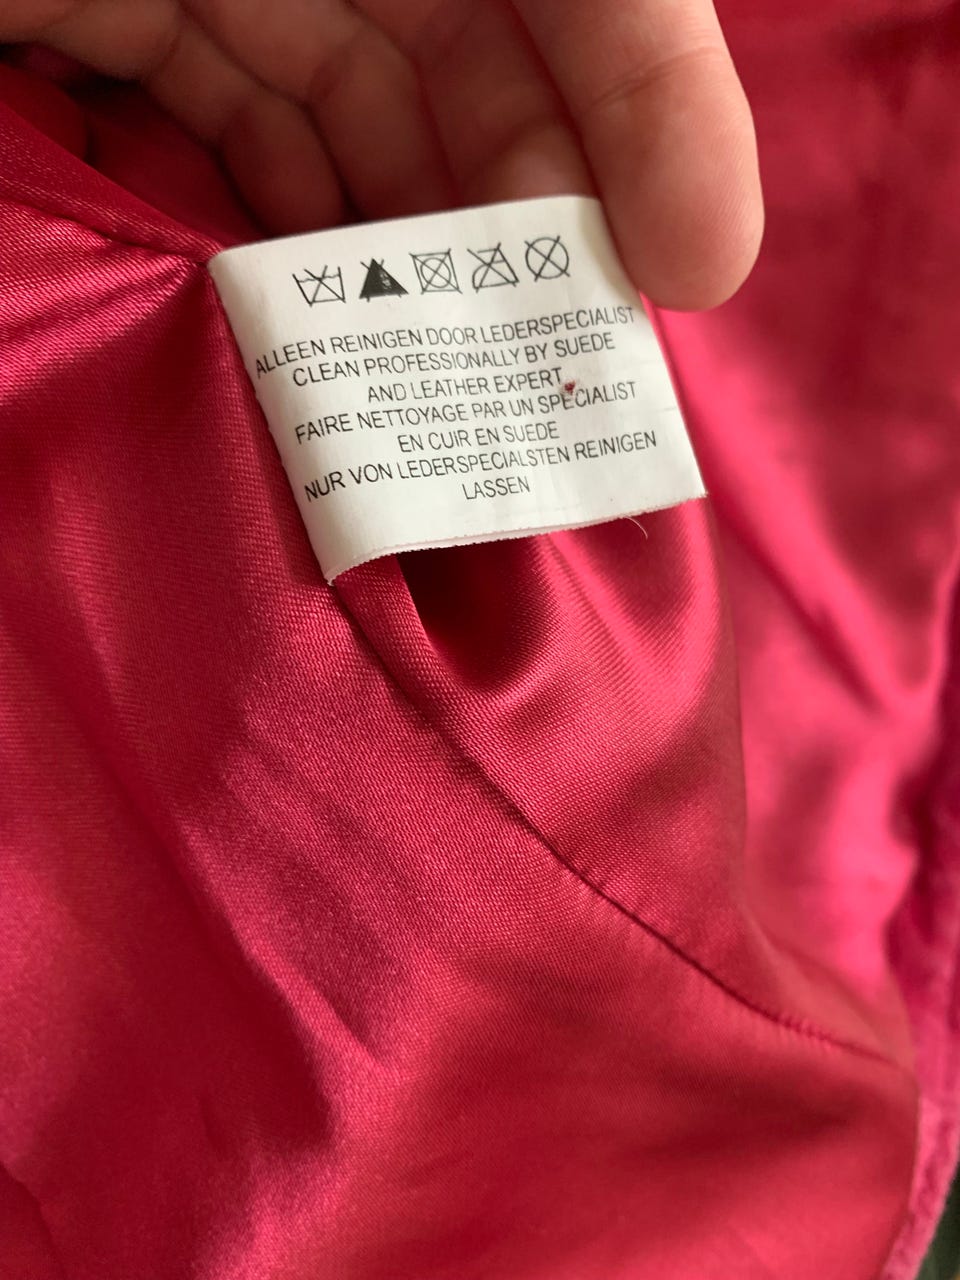 ALLEEN REINIGEN DOOR LEDERSPECIALIST
CLEAN PROFESSIONALLY BY SUEDE
AND LEATHER EXPERT
FAIRE NETTOYAGE PAR UN SPECIALIST
EN CUIR EN SUEDE
NUR VON LEDERSPECIALSTEN REINIGEN
LASSEN